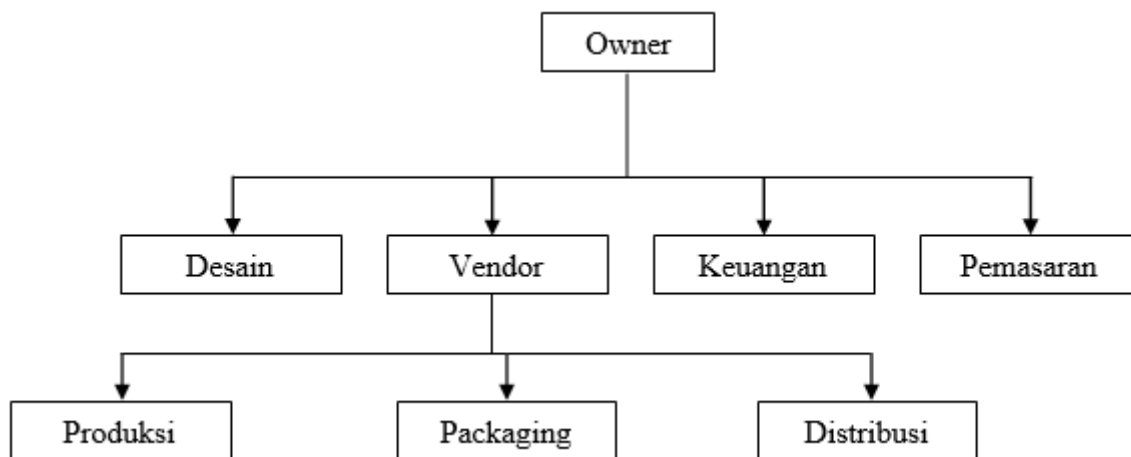 Owner
Desain
Vendor
Keuangan
Pemasaran
Produksi
Packaging
Distribusi